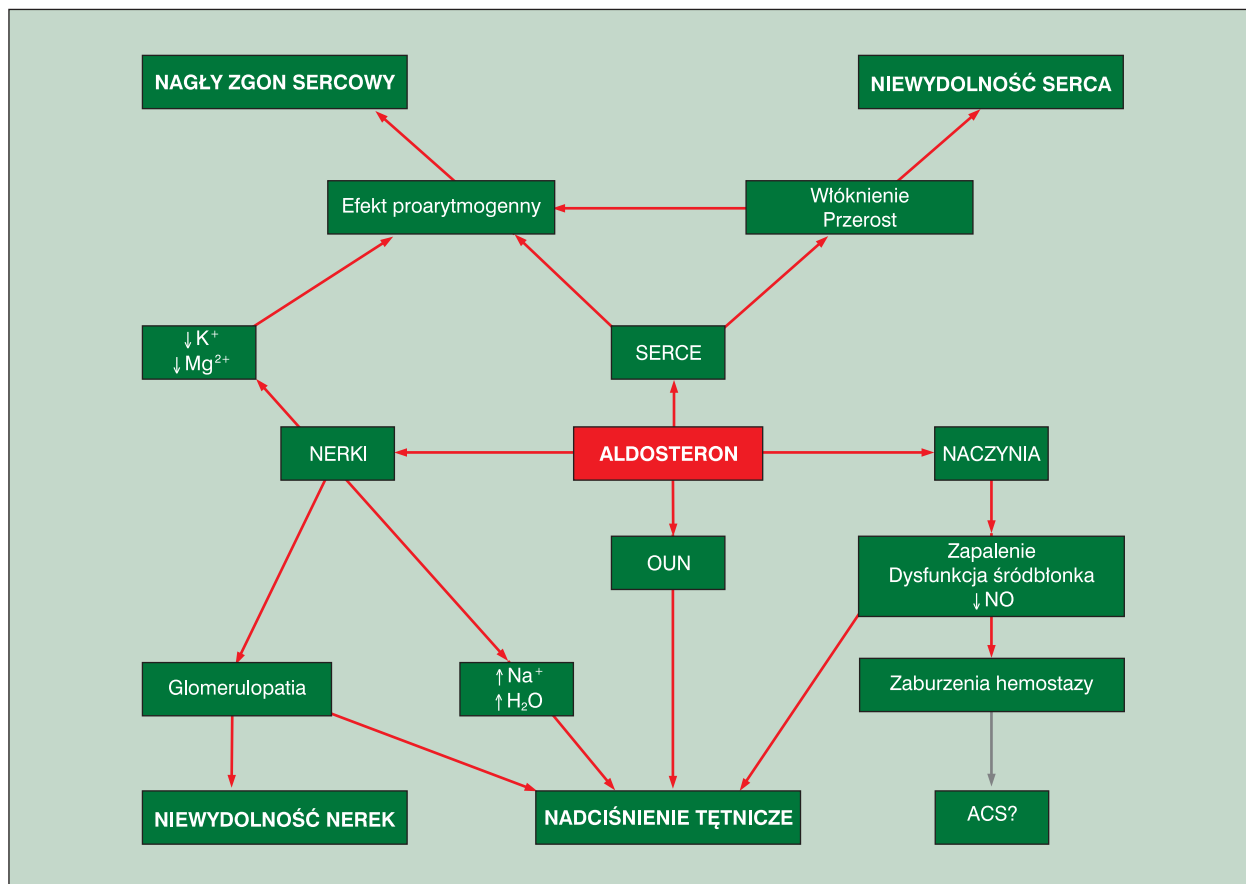 NAGŁY ZGON SERCOWY
NIEWYDOLNOŚĆ SERCA
Efekt proarytmogenny
Włóknienie
Przerost
↓K⁺
↓Mg²⁺
SERCE
NERKI
ALDOSTERON
NACZYNIA
OUN
Zapalenie
Dysfunkcja śródbłonka
↓NO
Glomerulopatia
↑Na⁺
↑H₂O
Zaburzenia hemostazy
NIEWYDOLNOŚĆ NEREK
NADCIŚNIENIE TĘTNICZE
ACS?